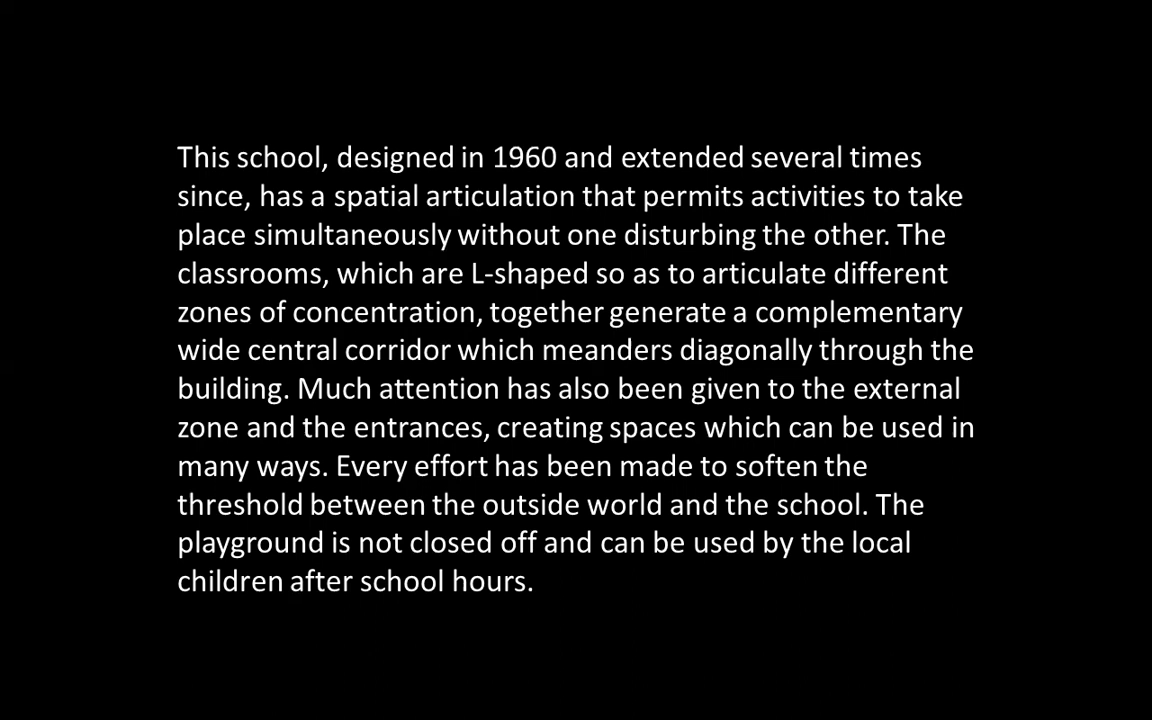 This school, designed in 1960 and extended several times
since, has a spatial articulation that permits activities to take
place simultaneously without one disturbing the other. The
classrooms, which are L-shaped so as to articulate different
zones of concentration, together generate a complementary
wide central corridor which meanders diagonally through the
building. Much attention has also been given to the external
zone and the entrances, creating spaces which can be used in
many ways. Every effort has been made to soften the
threshold between the outside world and the school. The
playground is not closed off and can be used by the local
children after school hours.